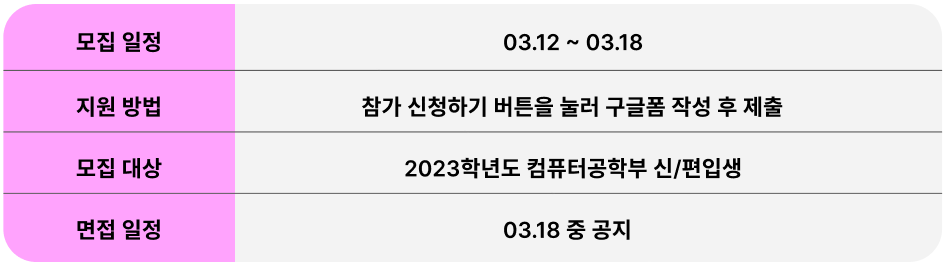 모집 일정 03.12 ~ 03.18
지원 방법 참가 신청하기 버튼을 눌러 구글폼 작성 후 제출
모집 대상 2023학년도 컴퓨터공학부 신/편입생
면접 일정 03.18 중 공지